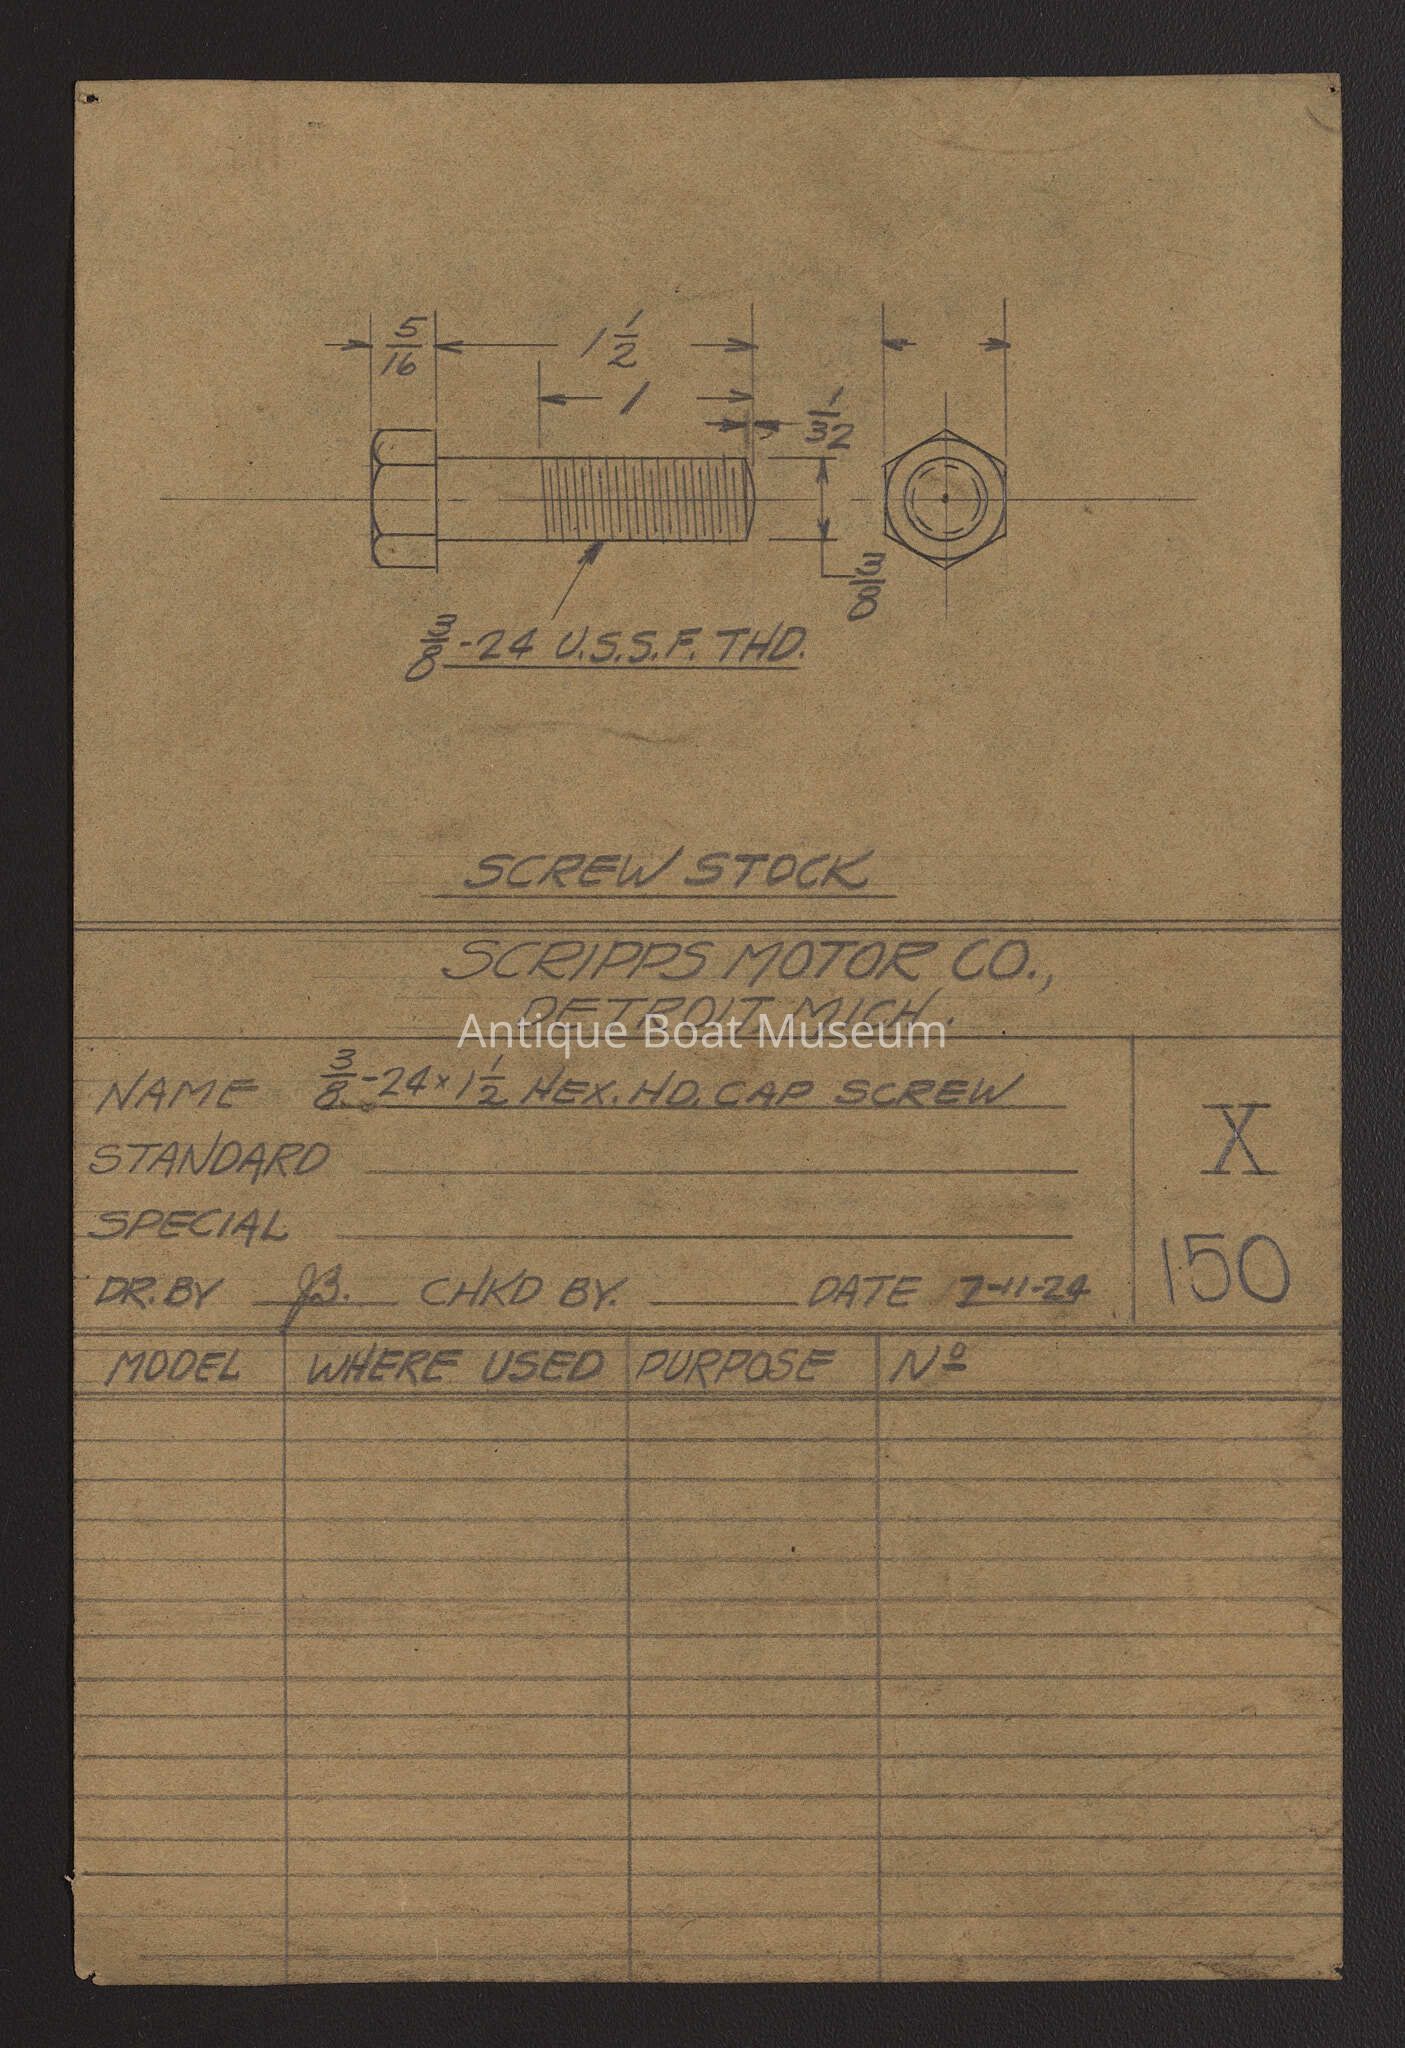 5/16 1 1/2
1
1/32
3/8
3/8-24 U.S.S.F. THD.
SCREW STOCK
SCRIPPS MOTOR CO.,
DETROIT, MICH.
Antique Boat Museum
NAME 3/8-24 x 1 1/2 HEX. HD. CAP SCREW
STANDARD
X
SPECIAL
150
DR. BY JB. CHKD BY. DATE 7-11-24
MODEL WHERE USED PURPOSE Nº